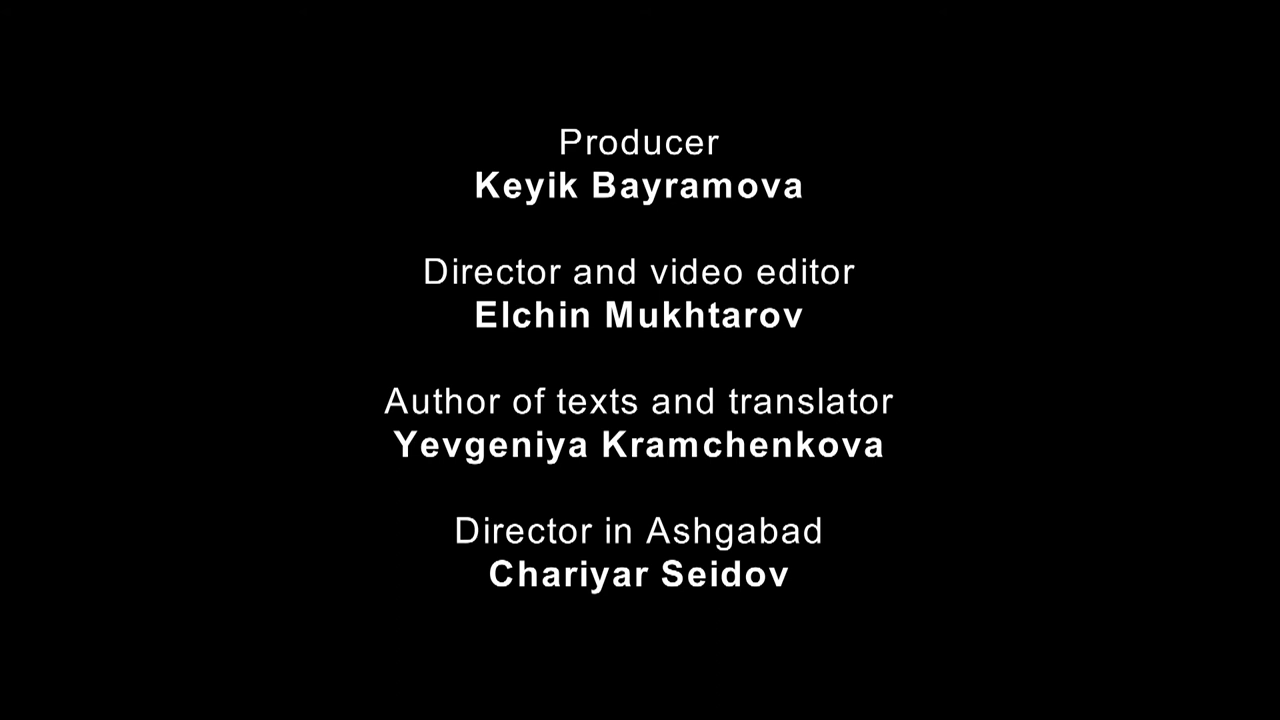 Producer
Keyik Bayramova
Director and video editor
Elchin Mukhtarov
Author of texts and translator
Yevgeniya Kramchenkova
Director in Ashgabad
Chariyar Seidov